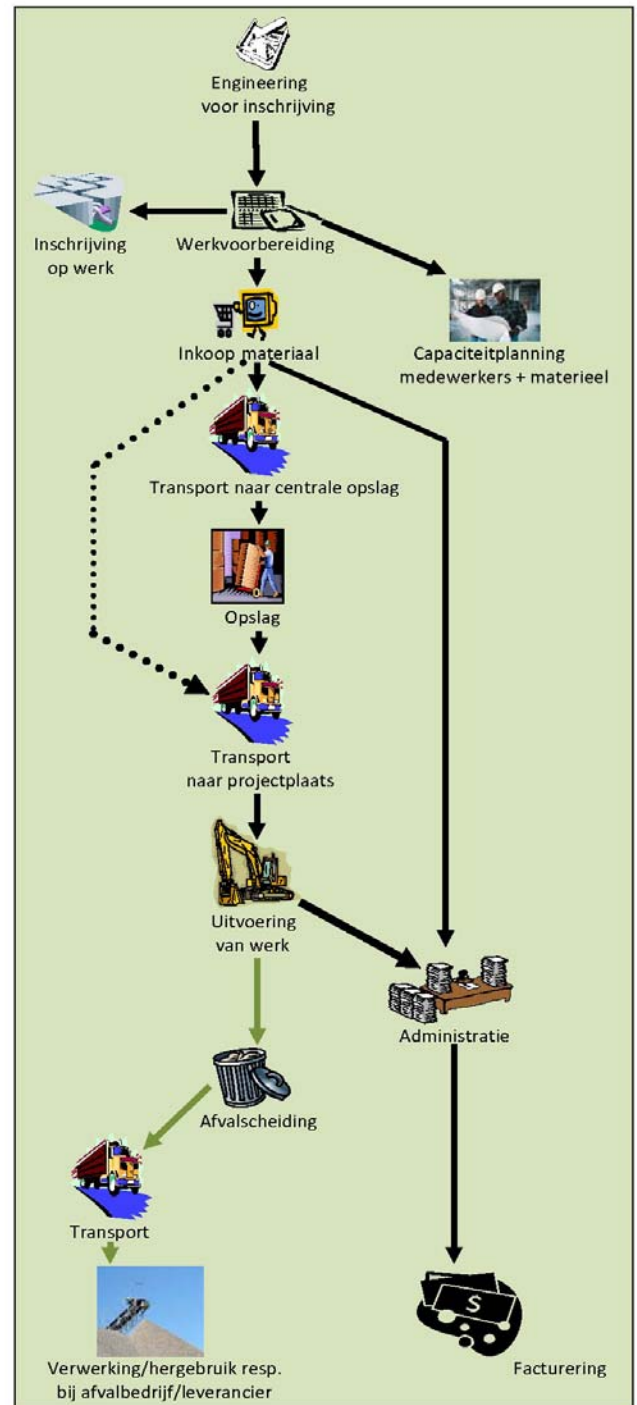 Engineering
voor inschrijving
Inschrijving
op werk
Werkvoorbereiding
Capaciteitplanning
medewerkers + materieel
Inkoop materiaal
Transport naar centrale opslag
Opslag
Transport
naar projectplaats
Uitvoering
van werk
Administratie
Afvalscheiding
Transport
$
Verwerking/hergebruik resp.
bij afvalbedrijf/leverancier
Facturering